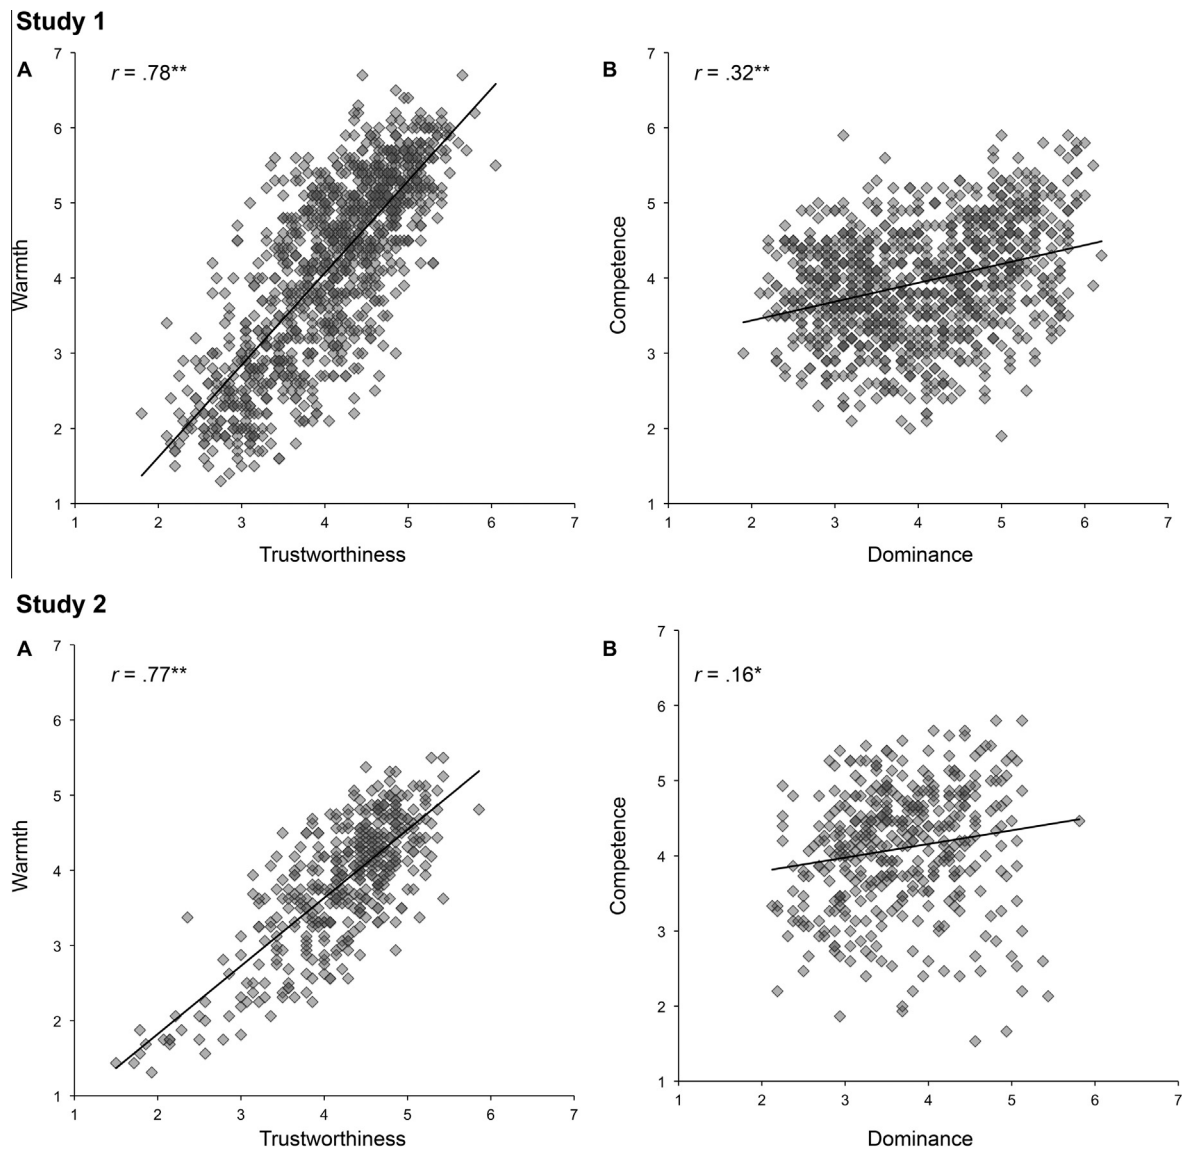 Study 1
A
r = .78**
7
6
5
4
3
2
1
Warmth
1 2 3 4 5 6 7
Trustworthiness
B
r = .32**
7
6
5
4
3
2
1
Competence
1 2 3 4 5 6 7
Dominance
Study 2
A
r = .77**
7
6
5
4
3
2
1
Warmth
1 2 3 4 5 6 7
Trustworthiness
B
r = .16*
7
6
5
4
3
2
1
Competence
1 2 3 4 5 6 7
Dominance